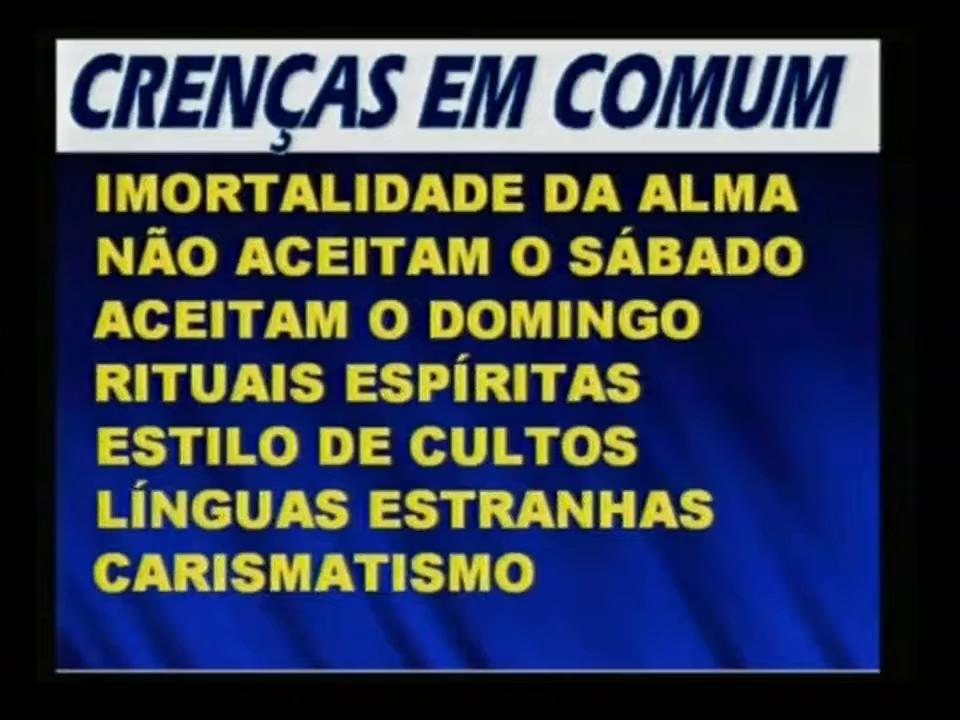 CRENÇAS EM COMUM
IMORTALIDADE DA ALMA
NÃO ACEITAM O SÁBADO
ACEITAM O DOMINGO
RITUAIS ESPÍRITAS
ESTILO DE CULTOS
LÍNGUAS ESTRANHAS
CARISMATISMO